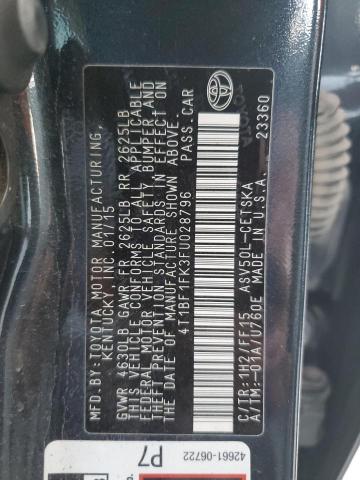 MFD. BY: TOYOTA MOTOR MANUFACTURING,
KENTUCKY, INC. 01/15
GVWR 4630LB GAWR FR 2625LB RR 2625LB
THIS VEHICLE CONFORMS TO ALL APPLICABLE
FEDERAL MOTOR VEHICLE SAFETY, BUMPER, AND
THEFT PREVENTION STANDARDS IN EFFECT ON
THE DATE OF MANUFACTURE SHOWN ABOVE.
4T1BF1FK3FU028796 PASS. CAR
C/TR: 1H2/FF15 ASV50L-CETSKA
A/TM: -01A/U760E
U.S.A. 23360
TOYOTA
42661-06722
P7